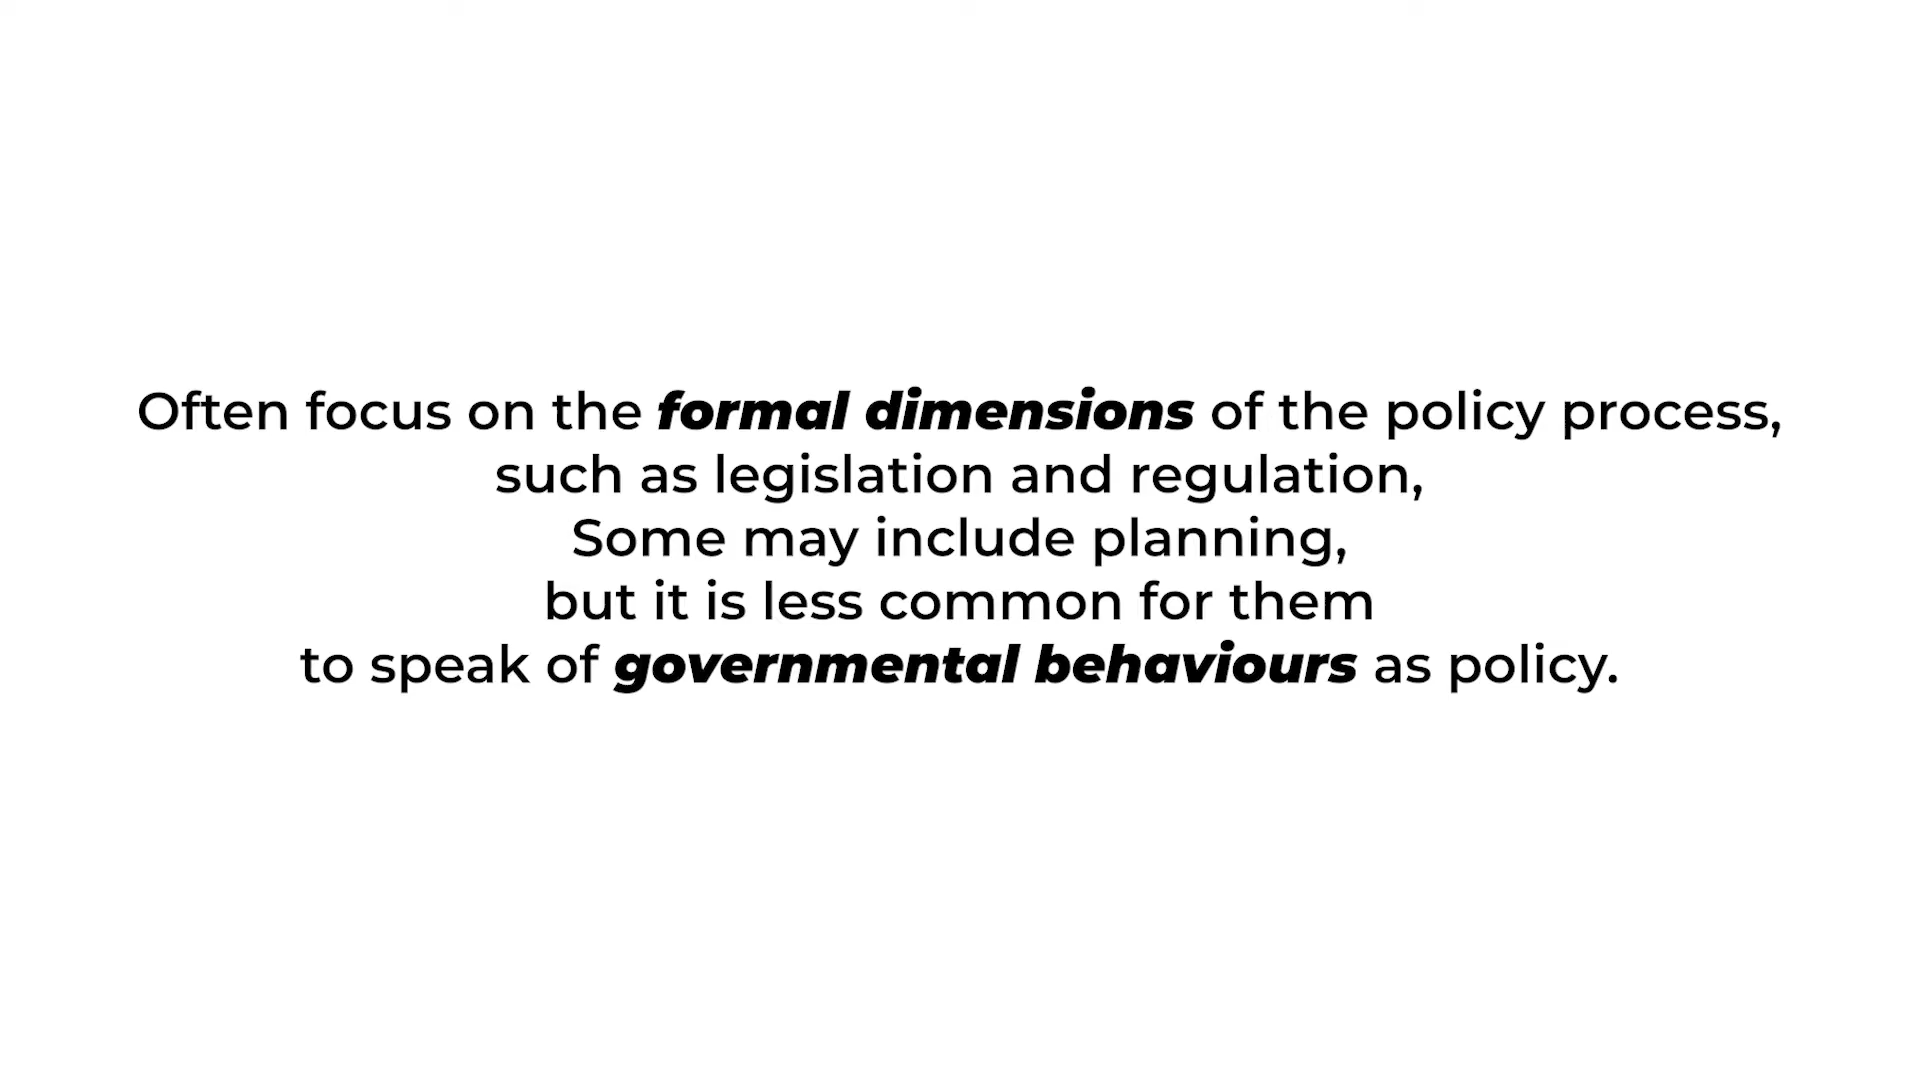 Often focus on the formal dimensions of the policy process,
such as legislation and regulation,
Some may include planning,
but it is less common for them
to speak of governmental behaviours as policy.